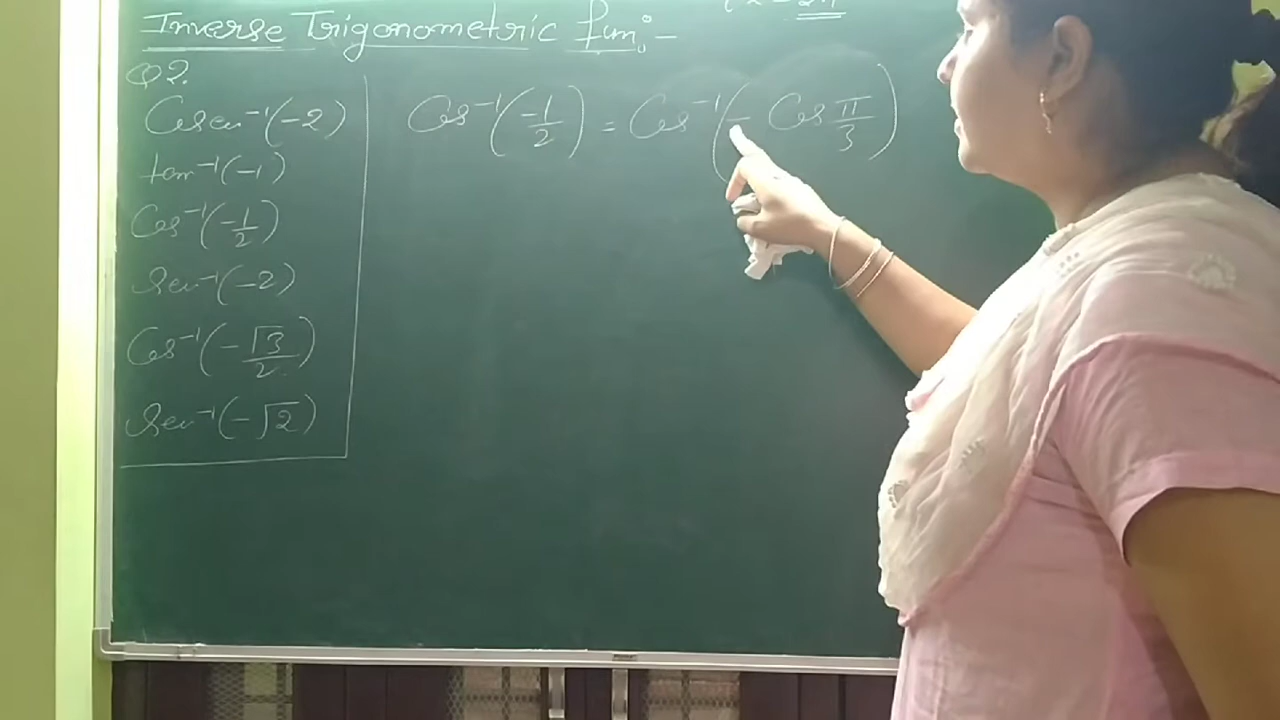 Inverse Trigonometric fun: -
Q2.
Cosec⁻¹(-2)
tan⁻¹(-1)
Cos⁻¹(-1/2)
Sec⁻¹(-2)
Cos⁻¹(-√3/2)
Sec⁻¹(-√2)
Cos⁻¹(-1/2) = Cos⁻¹(- Cos π/3)